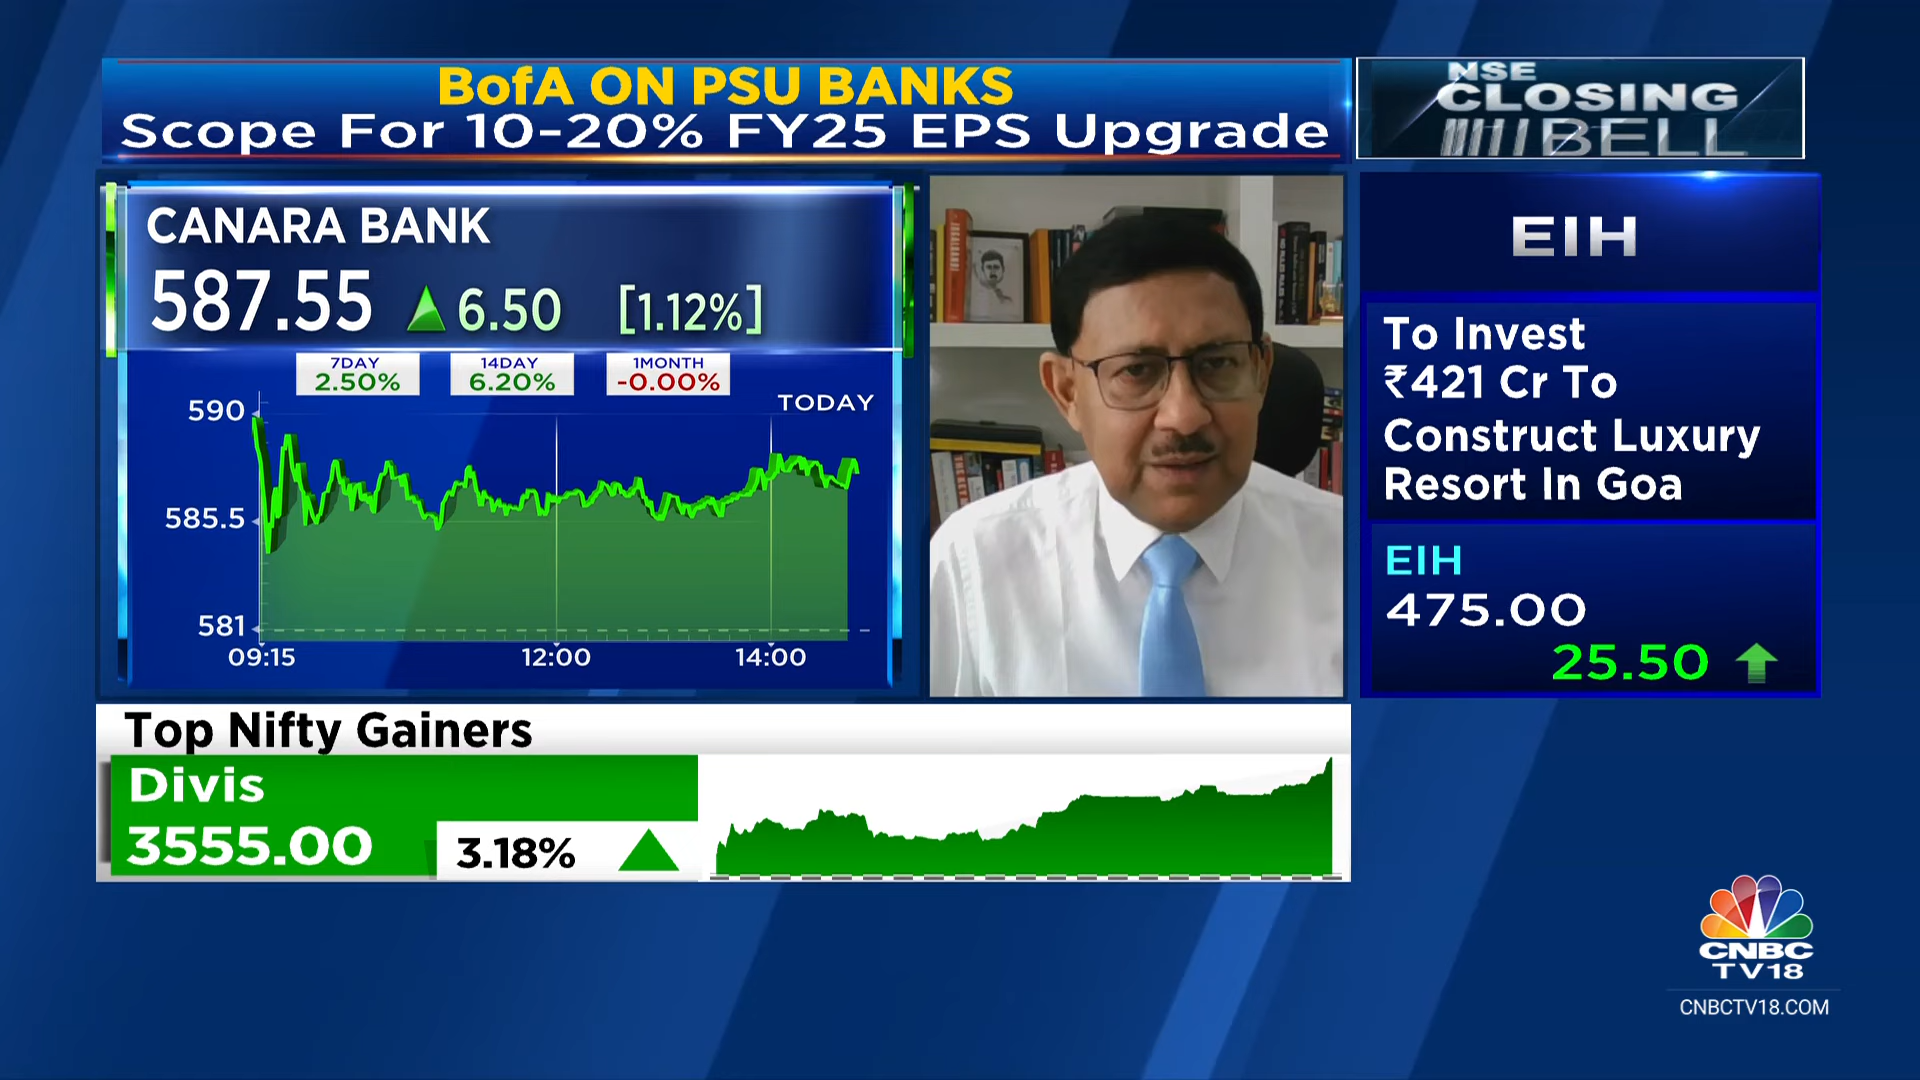 BofA ON PSU BANKS
Scope For 10-20% FY25 EPS Upgrade
NSE
CLOSING
BELL
CANARA BANK
587.55 ▲ 6.50 [1.12%]
7DAY
2.50%
14DAY
6.20%
1MONTH
-0.00%
TODAY
590
585.5
581
09:15 12:00 14:00
EIH
To Invest
₹421 Cr To
Construct Luxury
Resort In Goa
EIH
475.00
25.50
Top Nifty Gainers
Divis
3555.00 3.18%
CNBC
TV18
CNBCTV18.COM